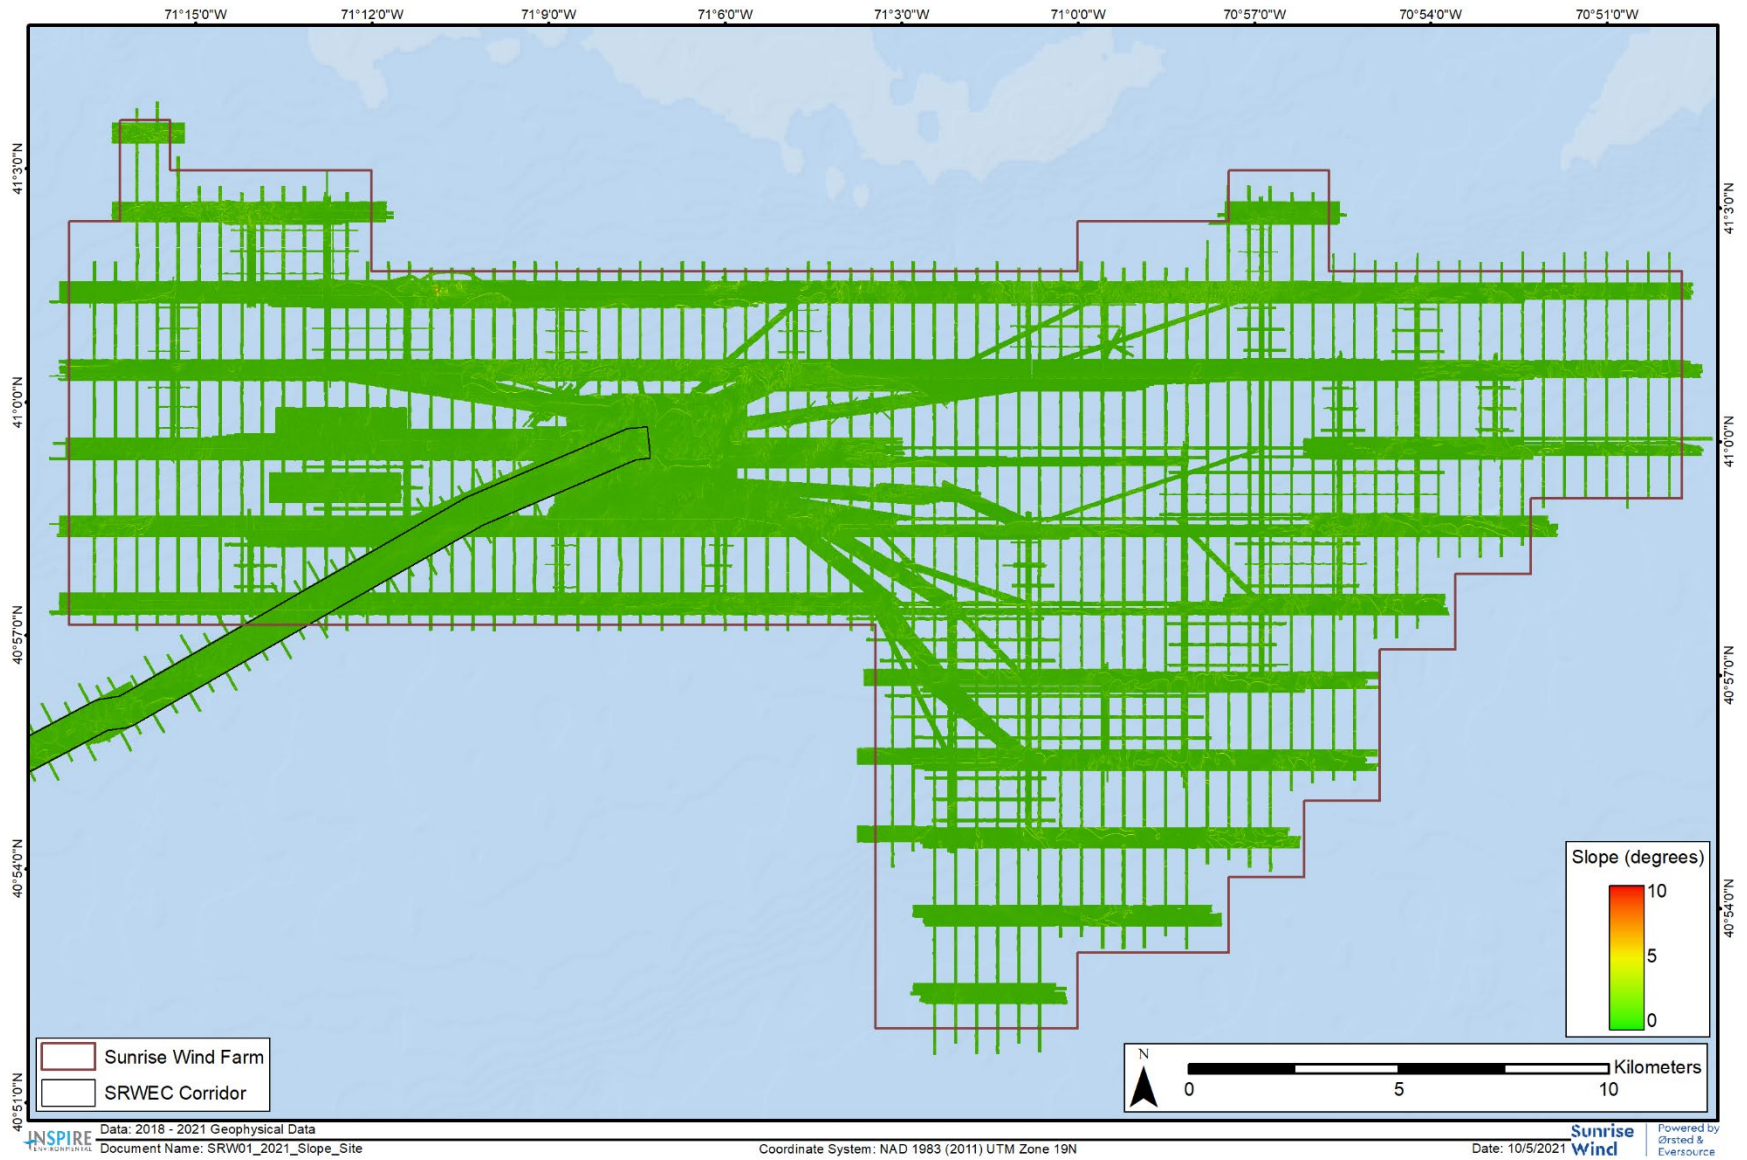 71°15'0"W 71°12'0"W 71°9'0"W 71°6'0"W 71°3'0"W 71°0'0"W 70°57'0"W 70°54'0"W 70°51'0"W
41°3'0"N
41°0'0"N
40°57'0"N
40°54'0"N
40°51'0"N
41°3'0"N
41°0'0"N
40°57'0"N
40°54'0"N
Slope (degrees)
10
5
0
Sunrise Wind Farm
SRWEC Corridor
N
Kilometers
0 5 10
INSPIRE
ENVIRONMENTAL
Data: 2018 - 2021 Geophysical Data
Document Name: SRW01_2021_Slope_Site
Coordinate System: NAD 1983 (2011) UTM Zone 19N
Date: 10/5/2021
Sunrise
Wind
Powered by
Ørsted &
Eversource